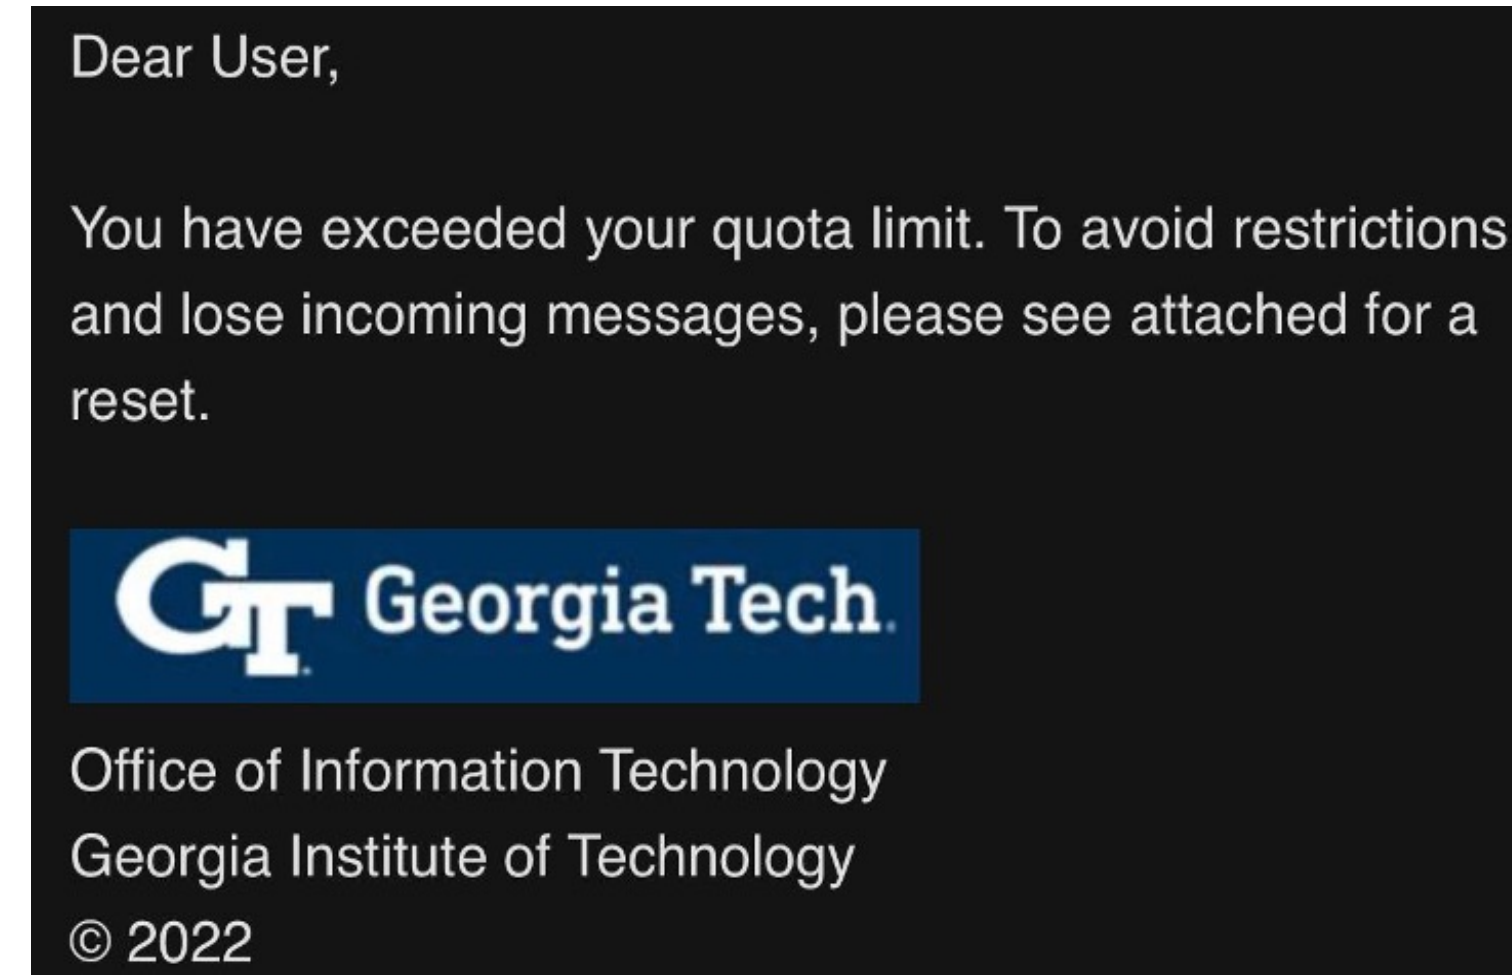 Dear User,
You have exceeded your quota limit. To avoid restrictions
and lose incoming messages, please see attached for a
reset.
GT Georgia Tech.
Office of Information Technology
Georgia Institute of Technology
© 2022